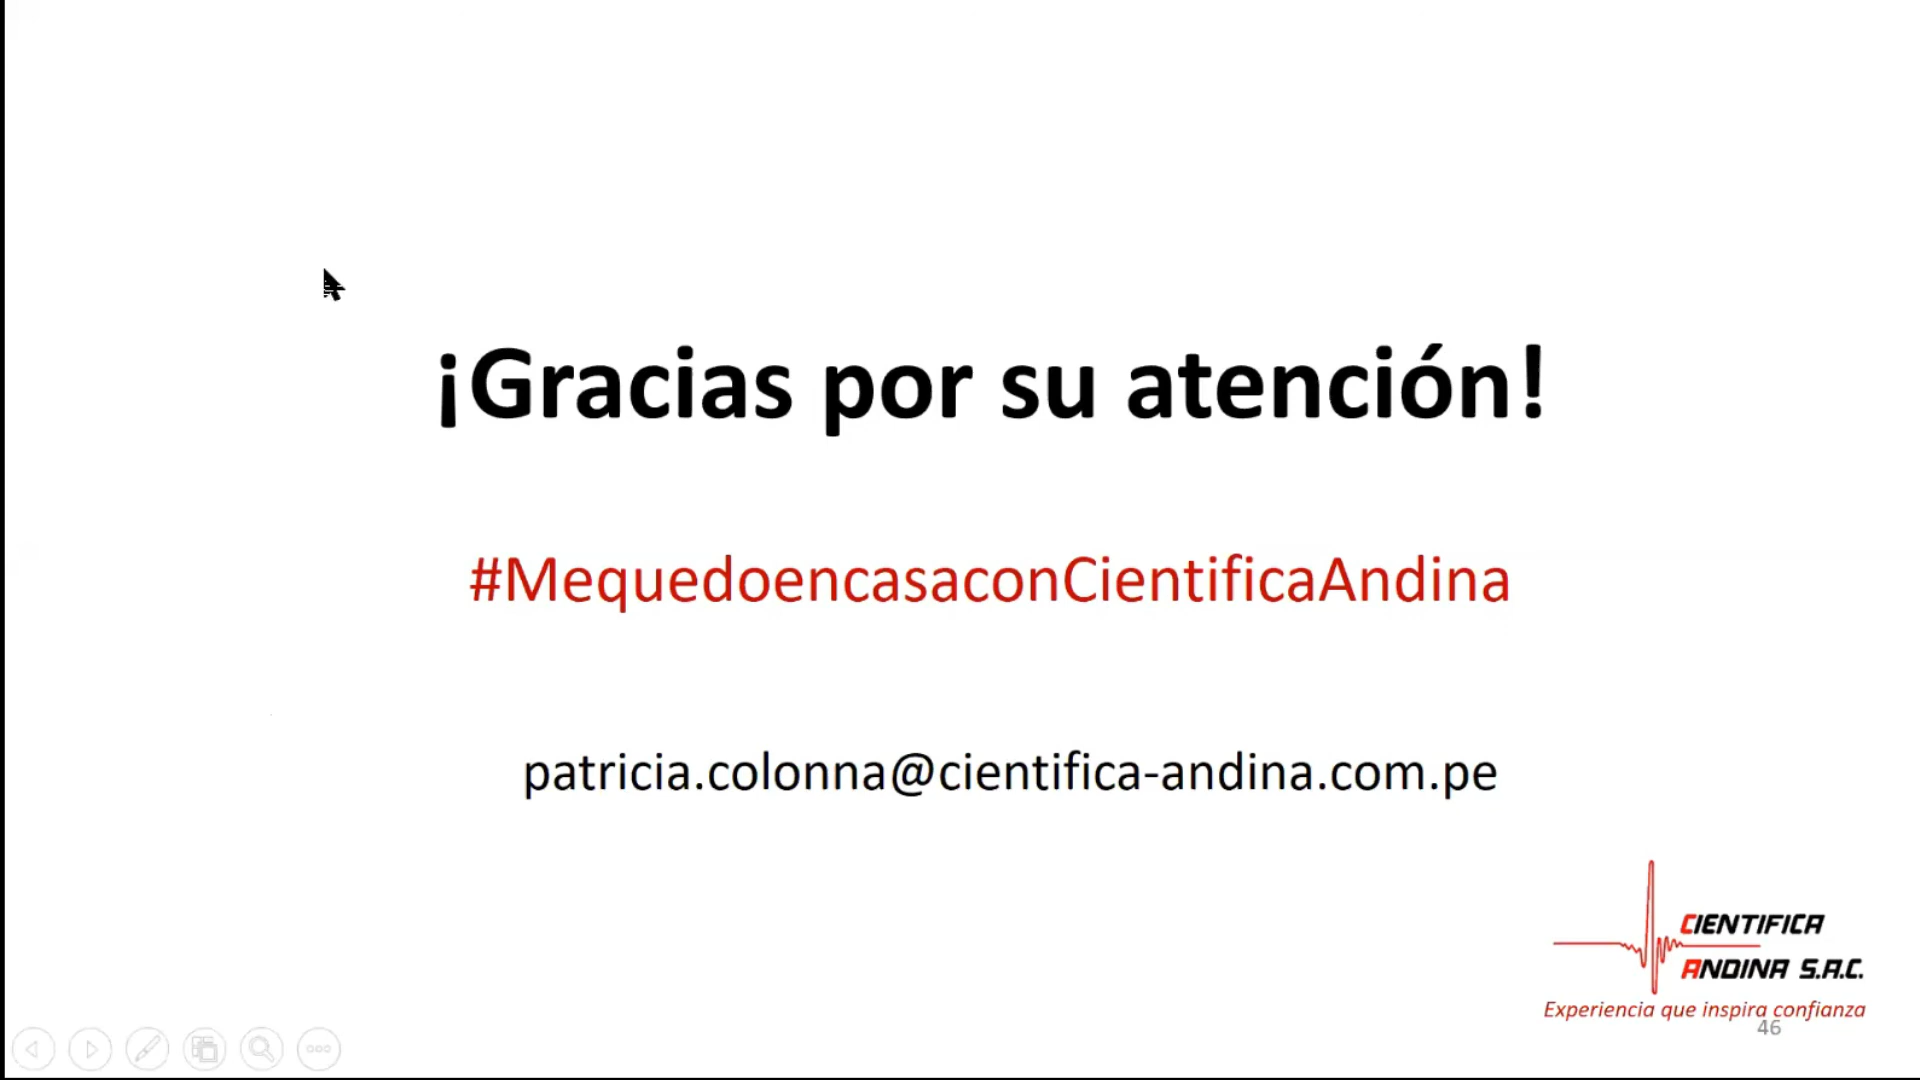 ¡Gracias por su atención!
#MequedoencasaconCientificaAndina
patricia.colonna@cientifica-andina.com.pe
CIENTIFICA
ANDINA S.A.C.
Experiencia que inspira confianza
46